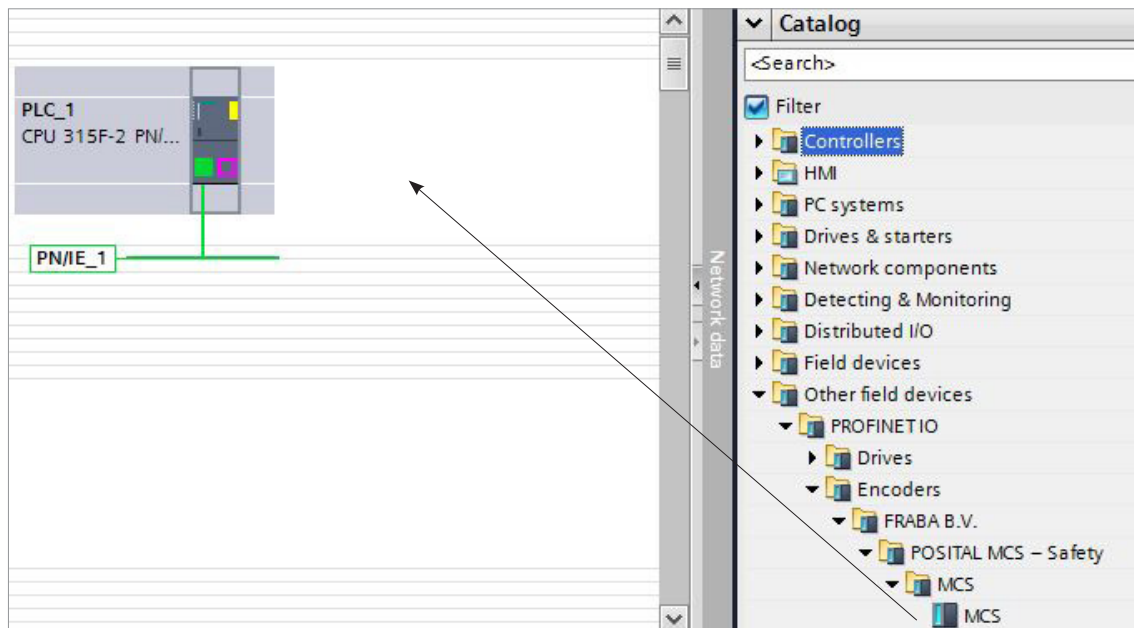 PLC_1
CPU 315F-2 PN/...
PN/IE_1
Network data
Catalog
<Search>
Filter
Controllers
HMI
PC systems
Drives & starters
Network components
Detecting & Monitoring
Distributed I/O
Field devices
Other field devices
PROFINET IO
Drives
Encoders
FRABA B.V.
POSITAL MCS – Safety
MCS
MCS